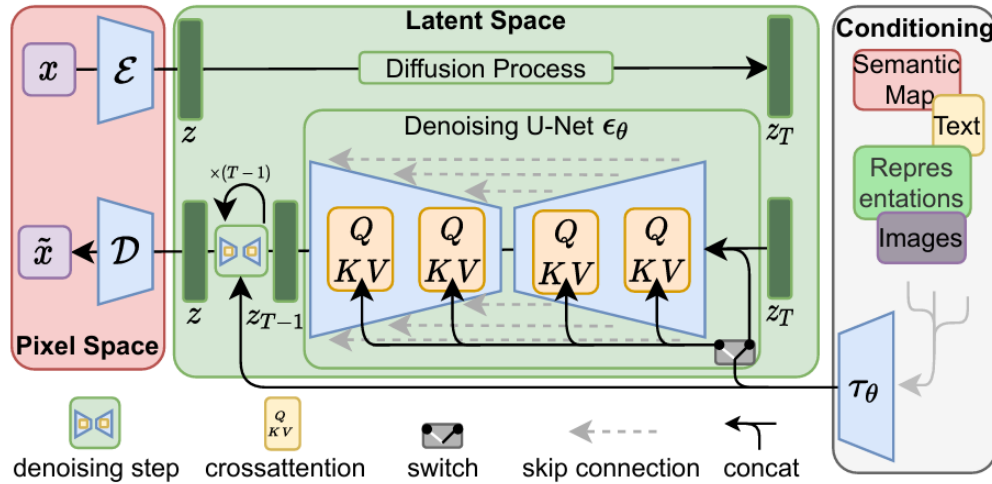 Latent Space
Conditioning
x
ℰ
z
Diffusion Process
z_T
Semantic
Map
Text
Repres
entations
Images
Denoising U-Net ϵ_θ
×(T−1)
x̃
𝒟
z
z_{T−1}
Q
KV
Q
KV
Q
KV
Q
KV
z_T
Pixel Space
τ_θ
Q
KV
denoising step
crossattention
switch
skip connection
concat